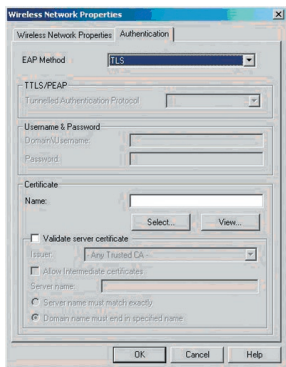 Wireless Network Properties
Wireless Network Properties Authentication
EAP Method TLS
TTLS/PEAP
Tunnelled Authentication Protocol
Username & Password
Domain\Username:
Password:
Certificate
Name:
Select... View...
Validate server certificate
Issuer: - Any Trusted CA -
Allow Intermediate certificates
Server name:
Server name must match exactly
Domain name must end in specified name
OK Cancel Help